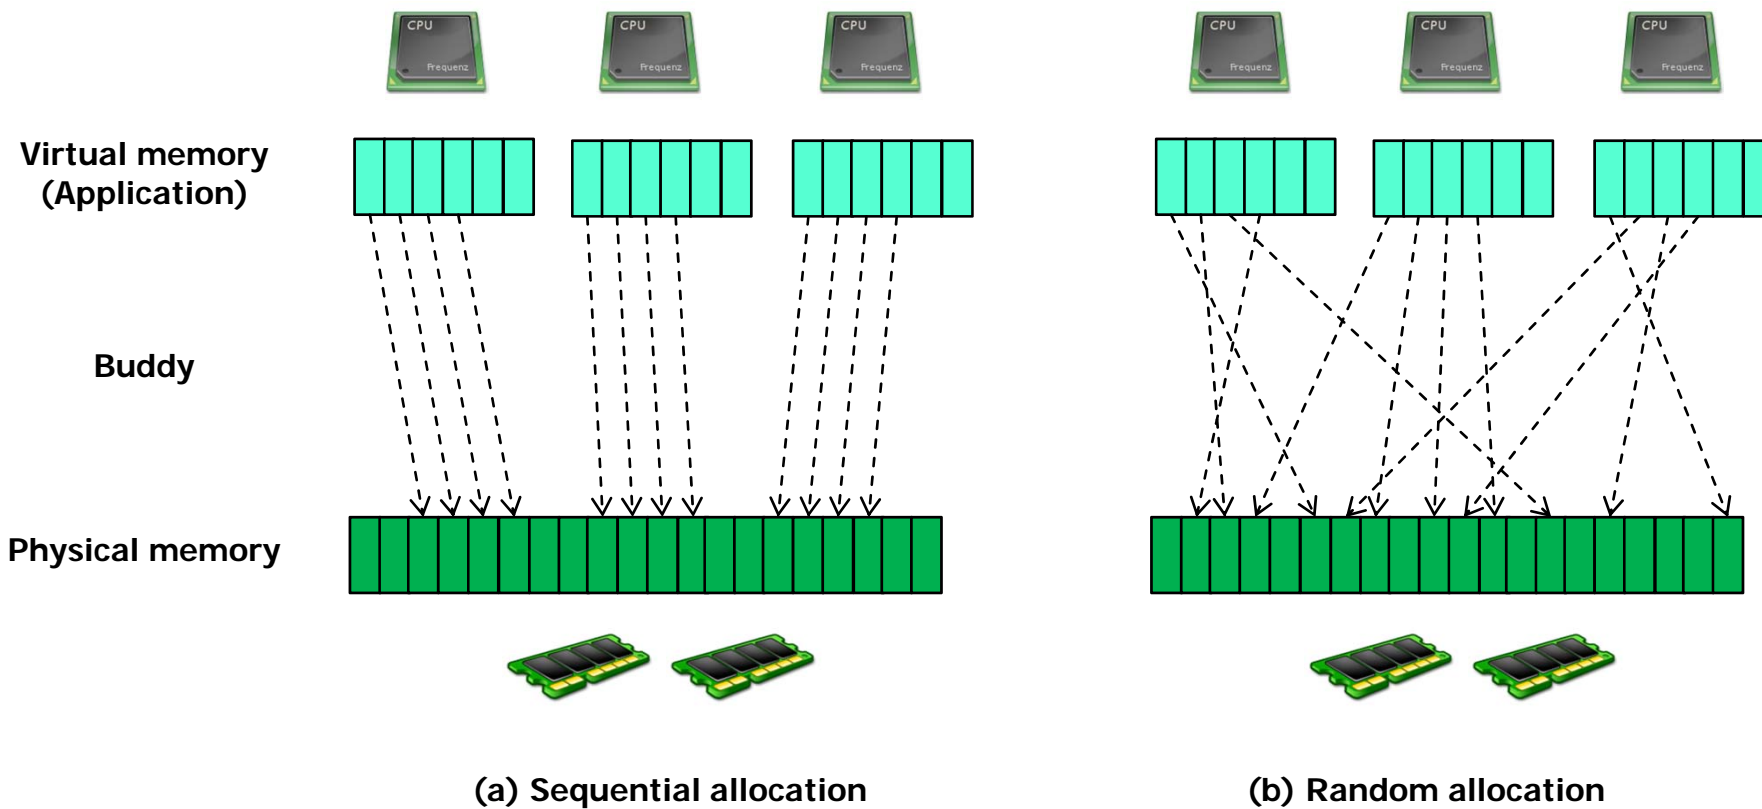 CPU
Frequenz
CPU
Frequenz
CPU
Frequenz
CPU
Frequenz
CPU
Frequenz
CPU
Frequenz
Virtual memory
(Application)
Buddy
Physical memory
(a) Sequential allocation
(b) Random allocation